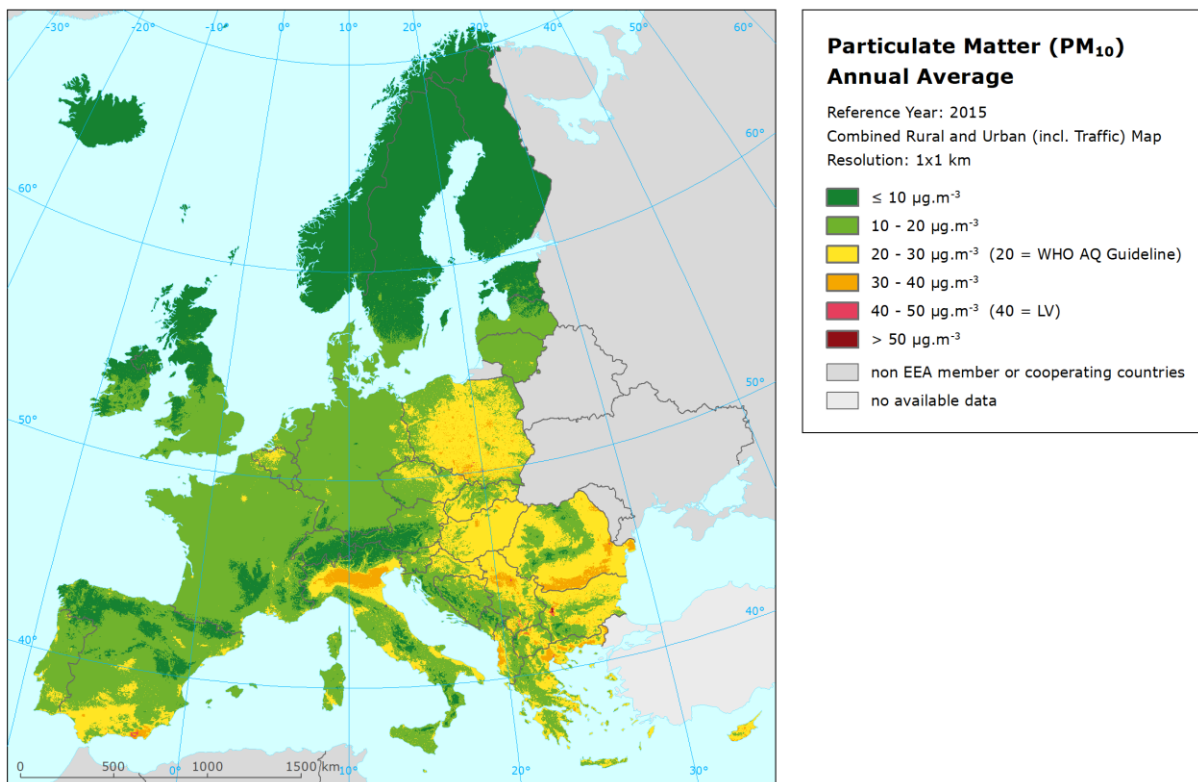 -30° -20° -10° 0° 10° 20° 30° 40° 50° 60°
60°
60°
50°
50°
40°
40°
0 500 1000 1500 km
0° 10° 20° 30°
Particulate Matter (PM₁₀)
Annual Average
Reference Year: 2015
Combined Rural and Urban (incl. Traffic) Map
Resolution: 1x1 km
≤ 10 µg.m⁻³
10 - 20 µg.m⁻³
20 - 30 µg.m⁻³ (20 = WHO AQ Guideline)
30 - 40 µg.m⁻³
40 - 50 µg.m⁻³ (40 = LV)
> 50 µg.m⁻³
non EEA member or cooperating countries
no available data